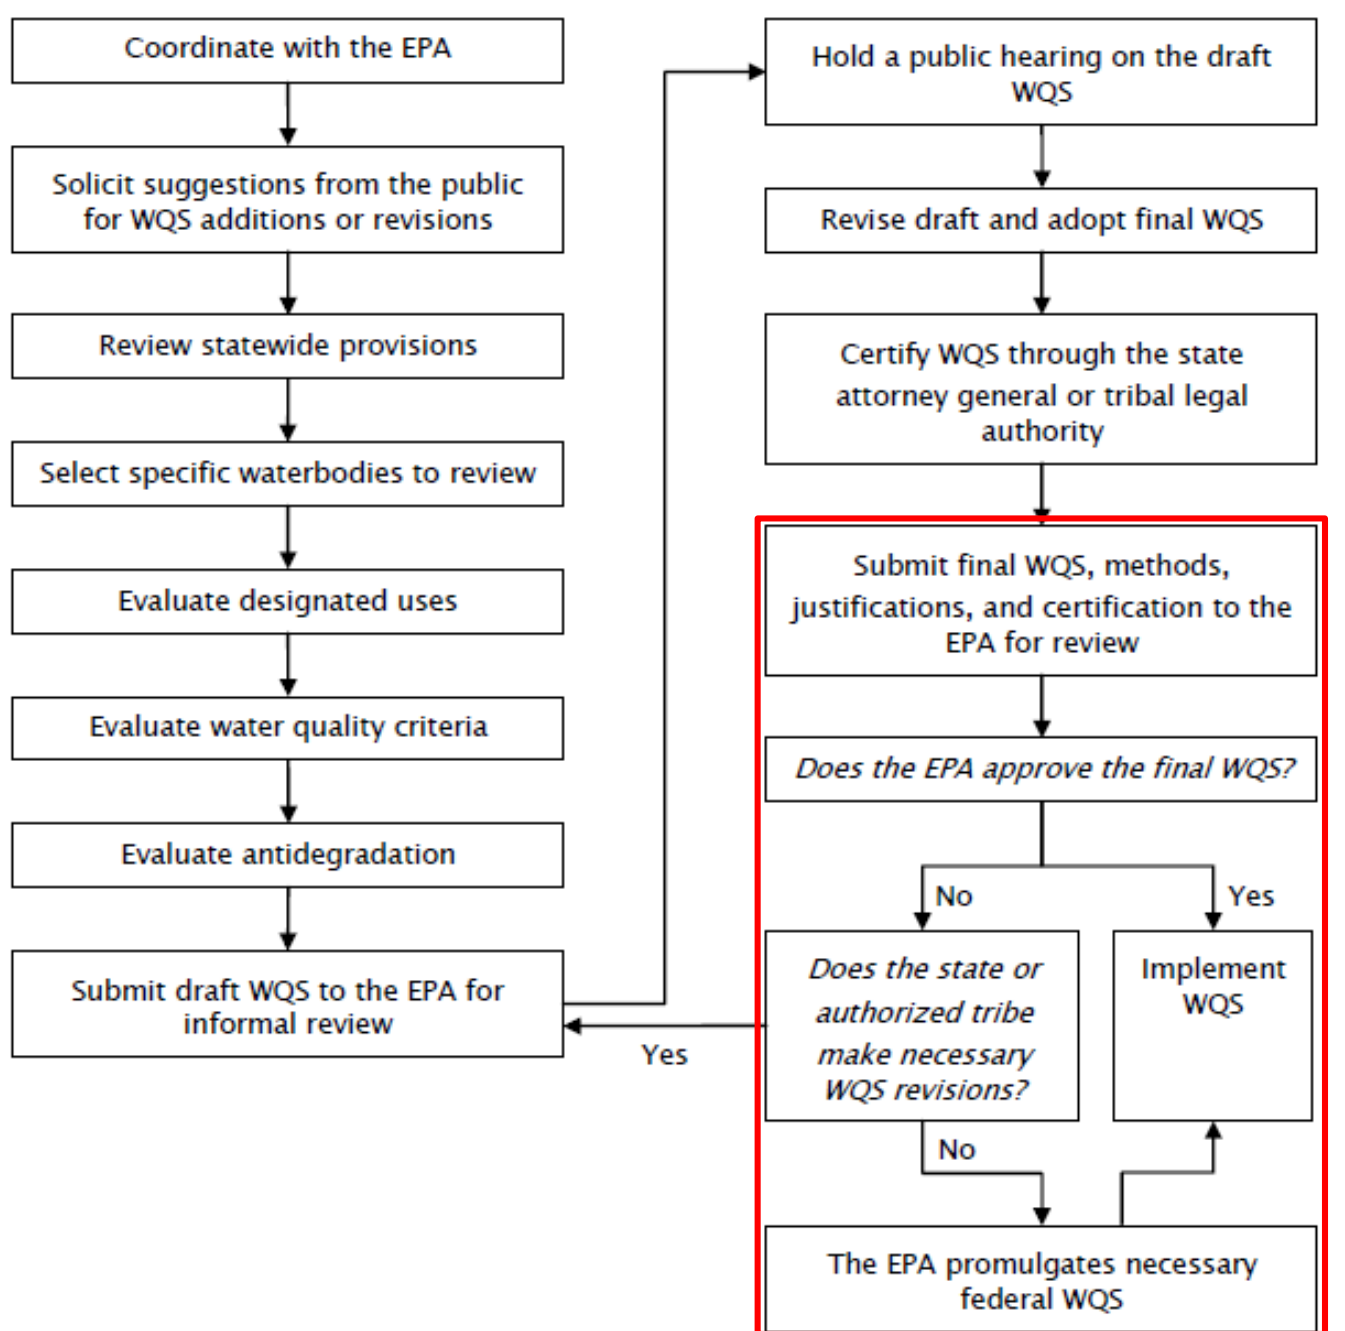 Coordinate with the EPA
Solicit suggestions from the public
for WQS additions or revisions
Review statewide provisions
Select specific waterbodies to review
Evaluate designated uses
Evaluate water quality criteria
Evaluate antidegradation
Submit draft WQS to the EPA for
informal review
Hold a public hearing on the draft
WQS
Revise draft and adopt final WQS
Certify WQS through the state
attorney general or tribal legal
authority
Submit final WQS, methods,
justifications, and certification to the
EPA for review
Does the EPA approve the final WQS?
No
Yes
Does the state or
authorized tribe
make necessary
WQS revisions?
Implement
WQS
Yes
No
The EPA promulgates necessary
federal WQS